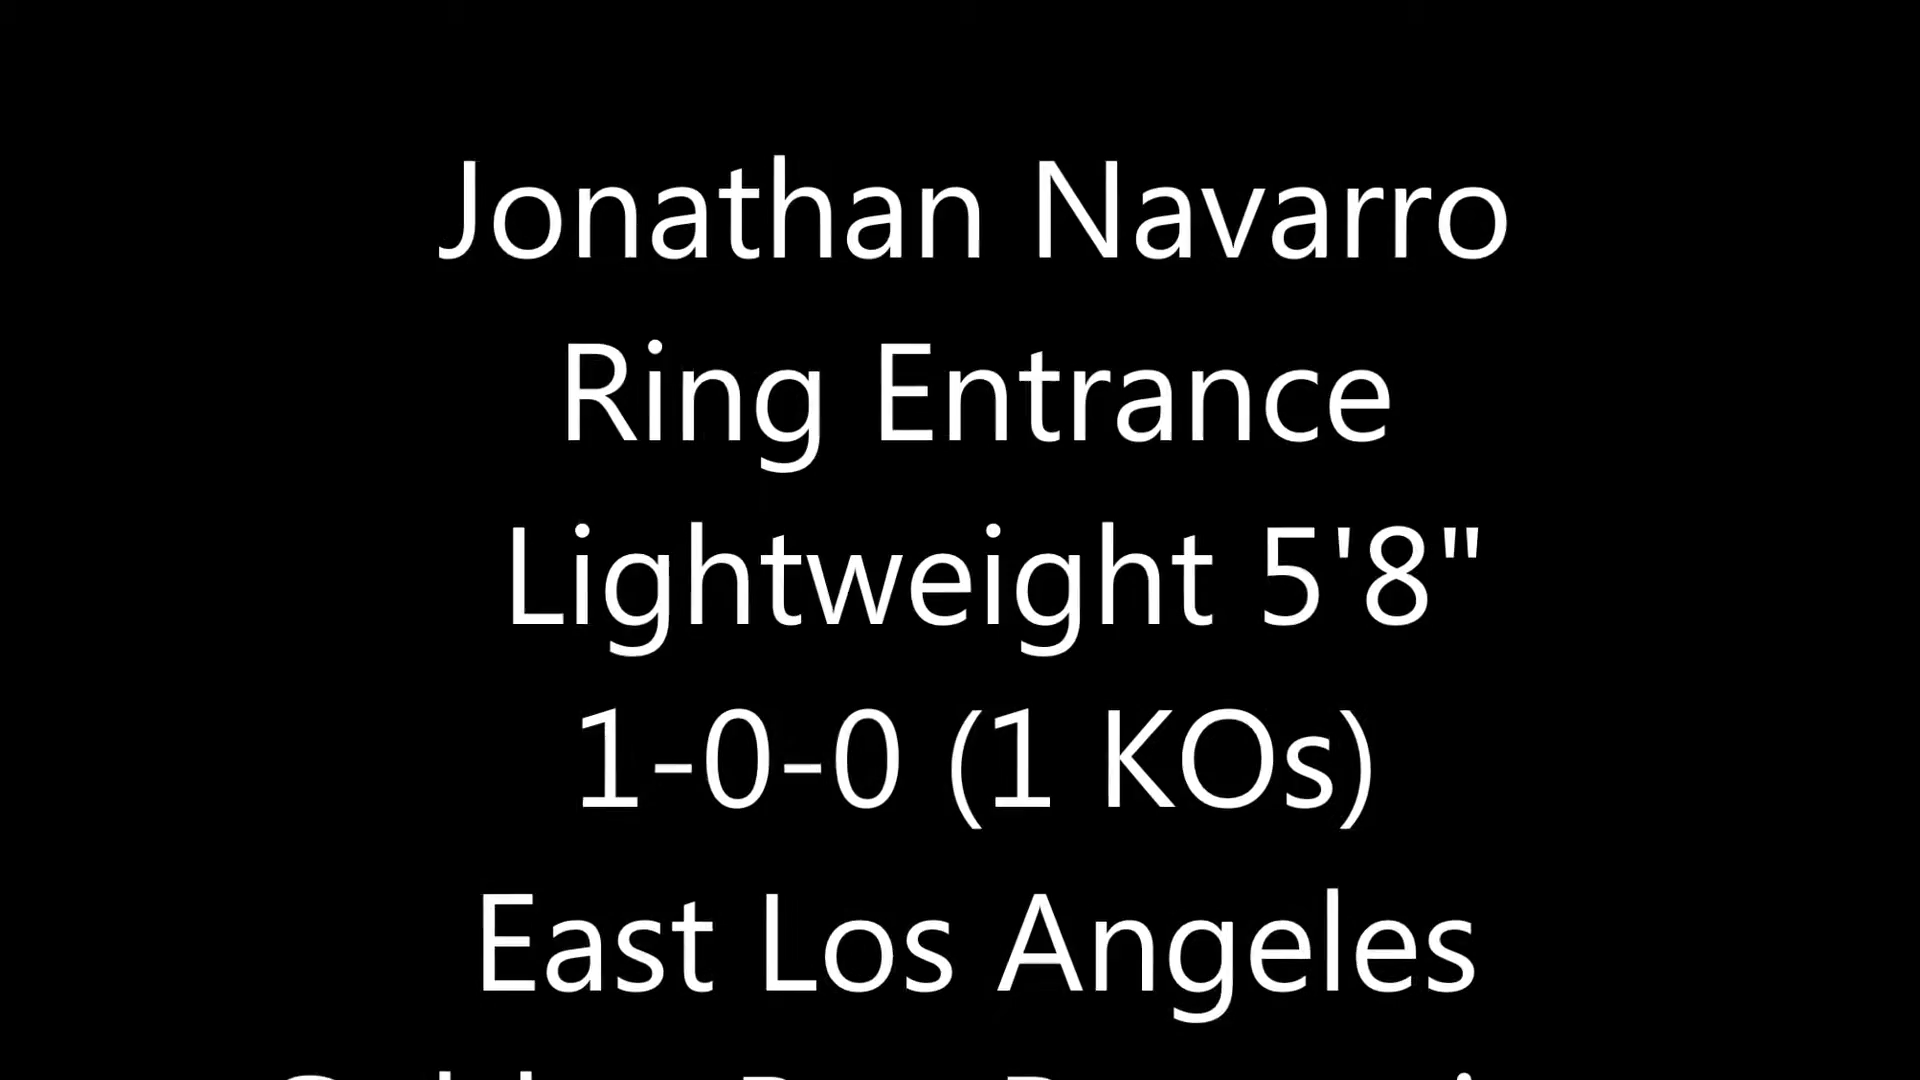 Jonathan Navarro
Ring Entrance
Lightweight 5'8"
1-0-0 (1 KOs)
East Los Angeles